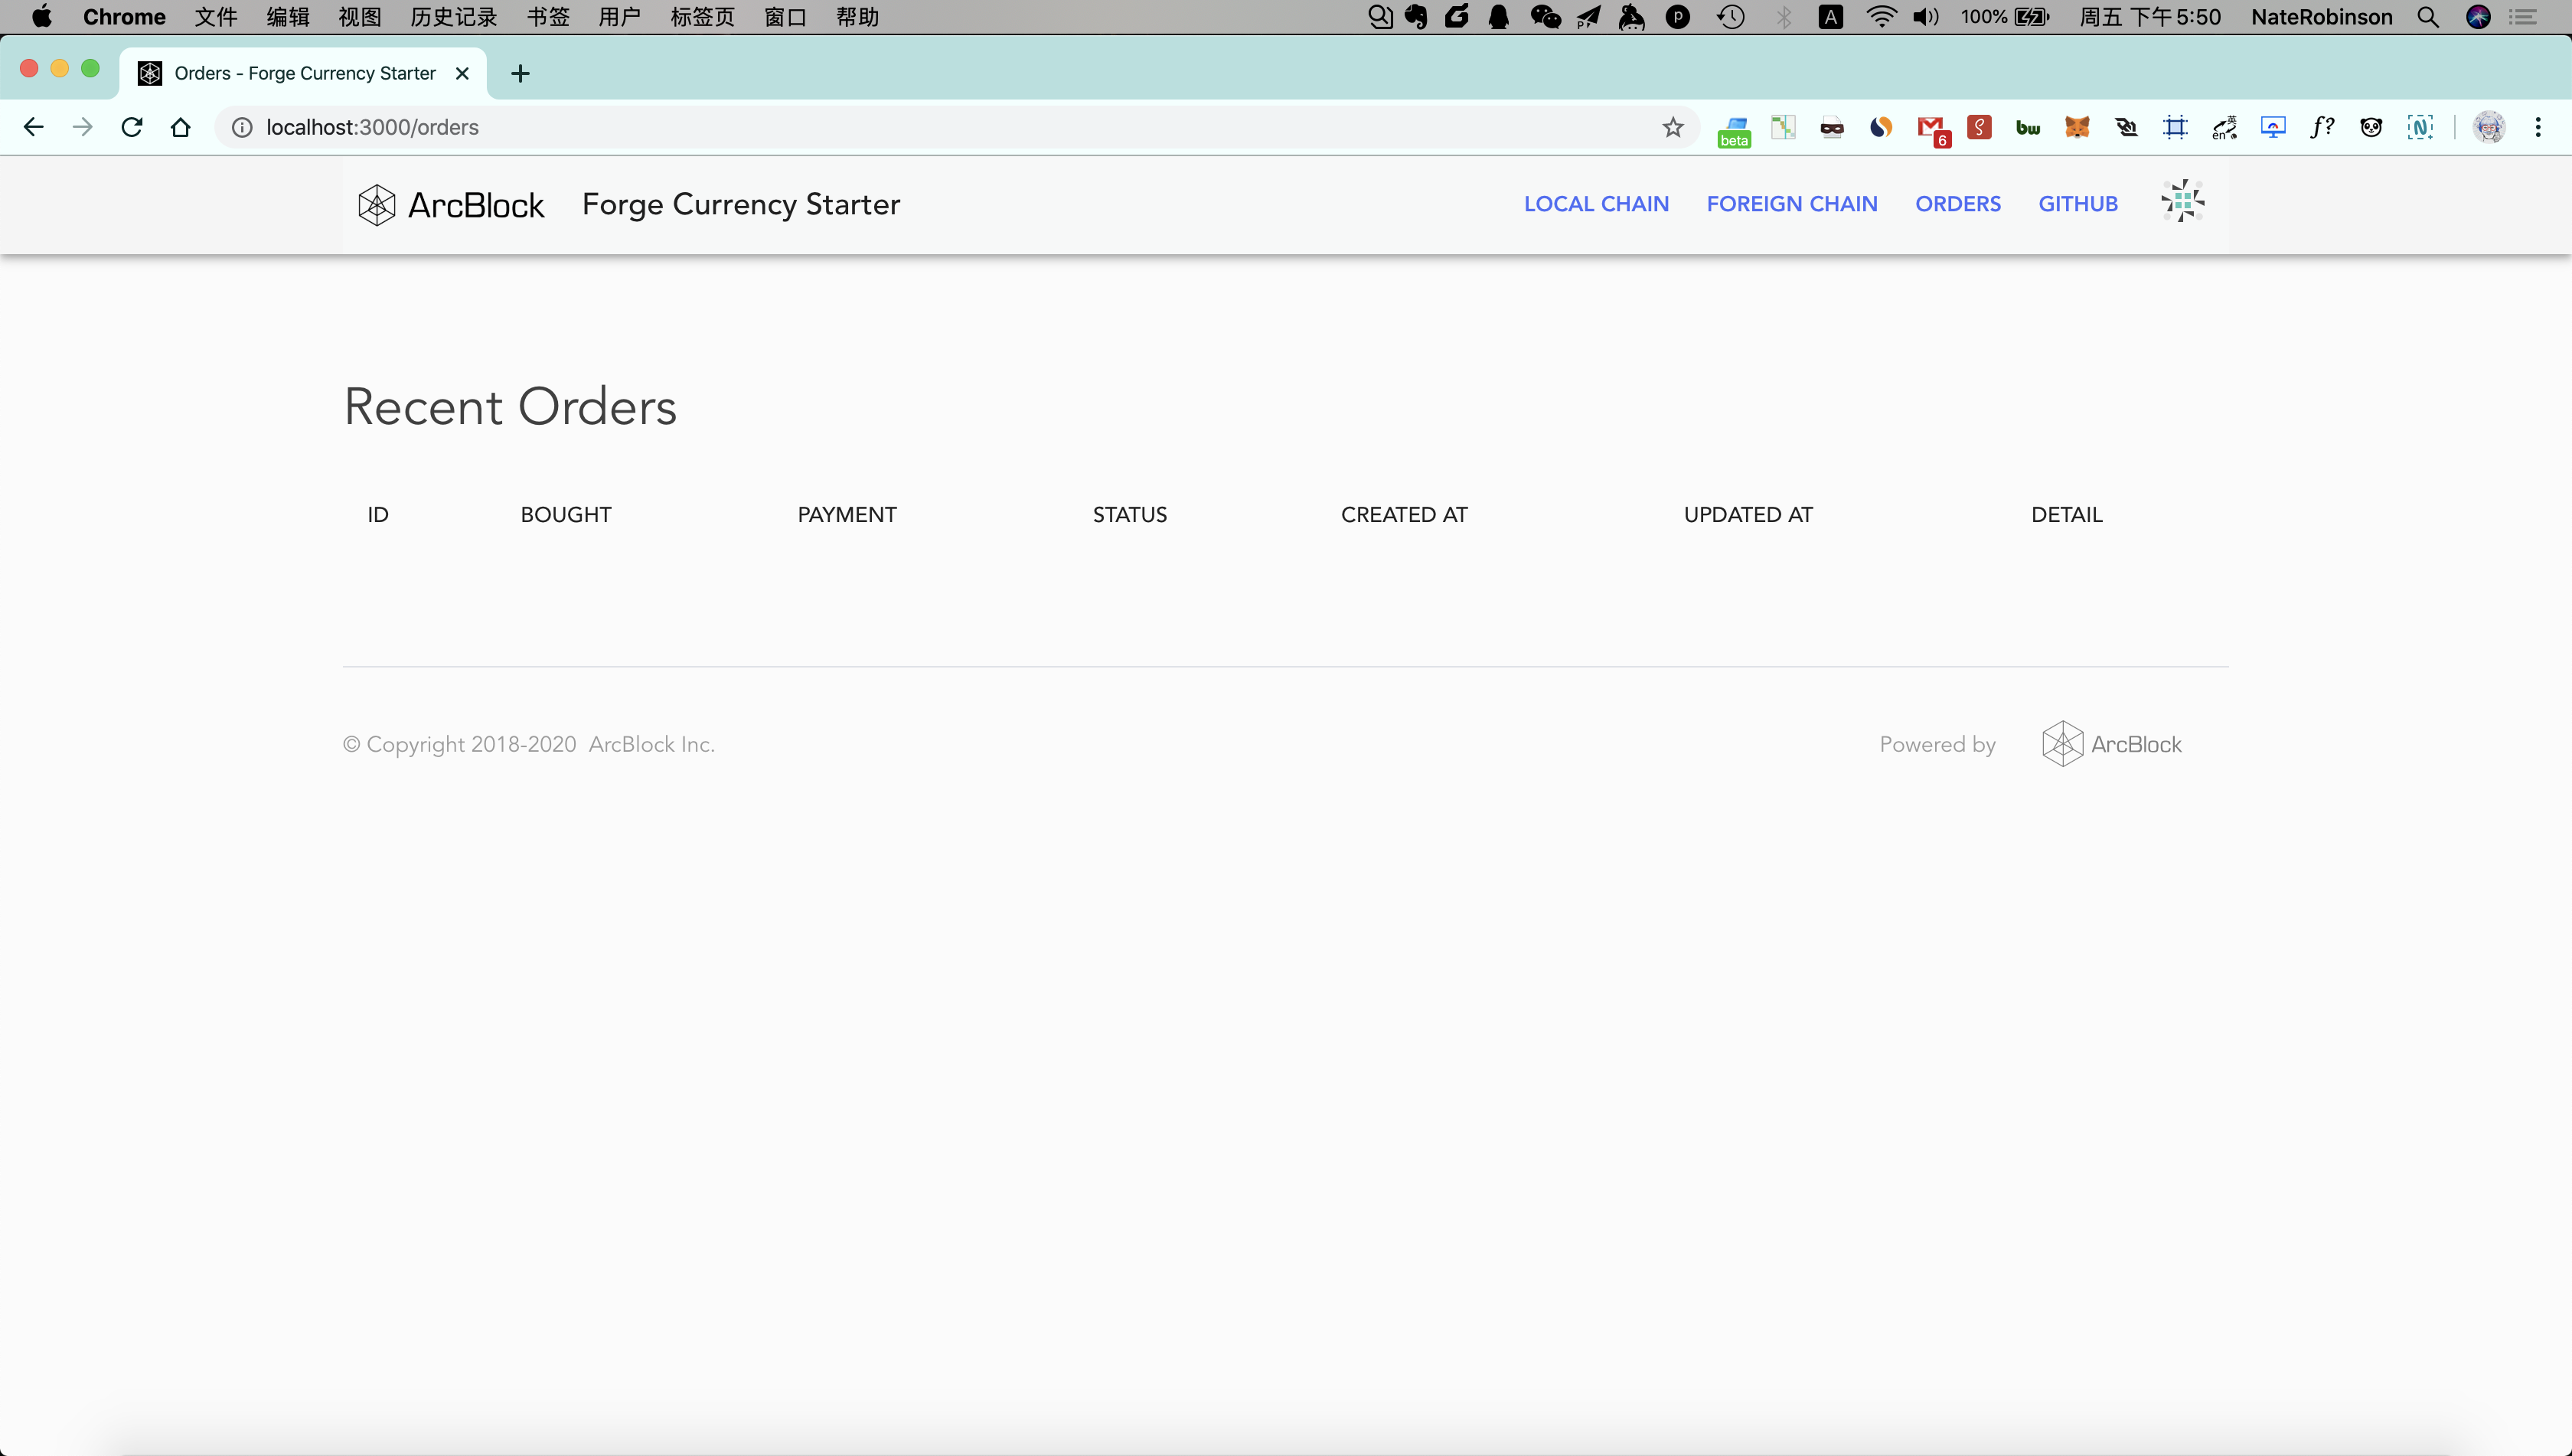 Chrome 文件 编辑 视图 历史记录 书签 用户 标签页 窗口 帮助 A 100% 周五 下午5:50 NateRobinson
Orders - Forge Currency Starter
localhost:3000/orders
beta 6 bw en 英 f?
ArcBlock Forge Currency Starter LOCAL CHAIN FOREIGN CHAIN ORDERS GITHUB
Recent Orders
ID BOUGHT PAYMENT STATUS CREATED AT UPDATED AT DETAIL
© Copyright 2018-2020 ArcBlock Inc. Powered by ArcBlock